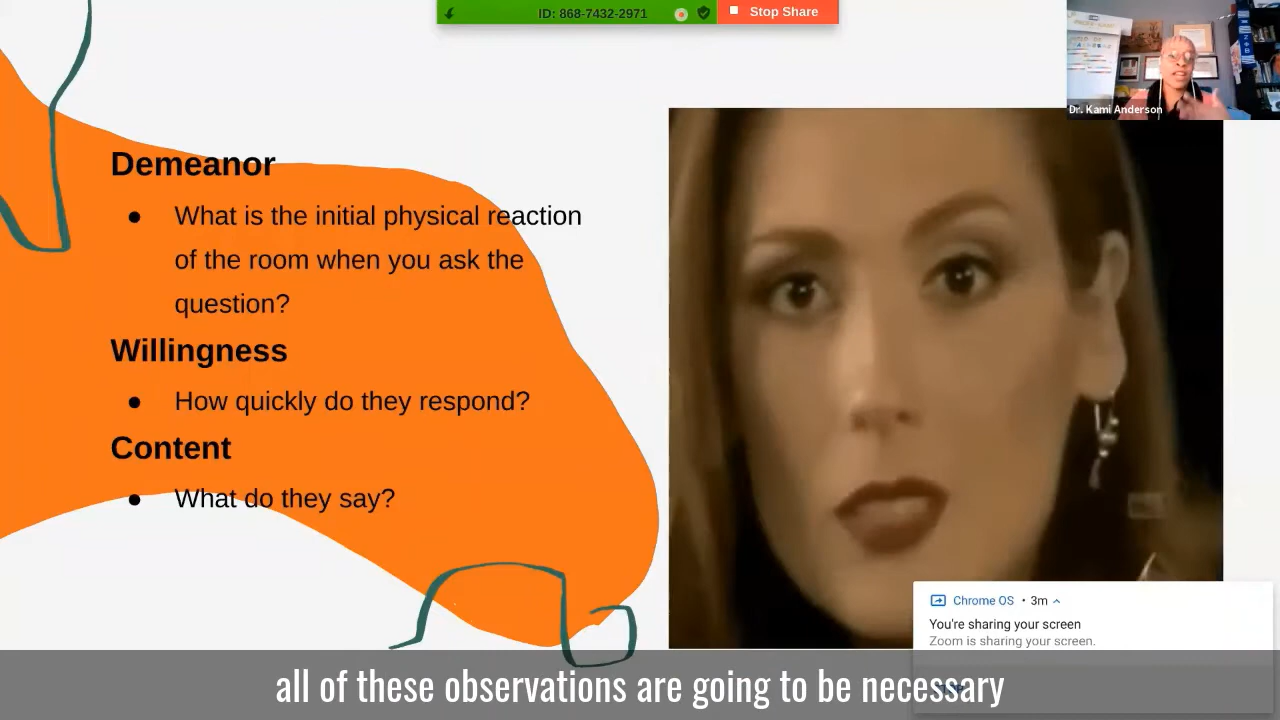 ID: 868-7432-2971
Stop Share
Dr. Kami Anderson
Demeanor
● What is the initial physical reaction
of the room when you ask the
question?
Willingness
● How quickly do they respond?
Content
● What do they say?
Chrome OS • 3m
You're sharing your screen
Zoom is sharing your screen.
all of these observations are going to be necessary